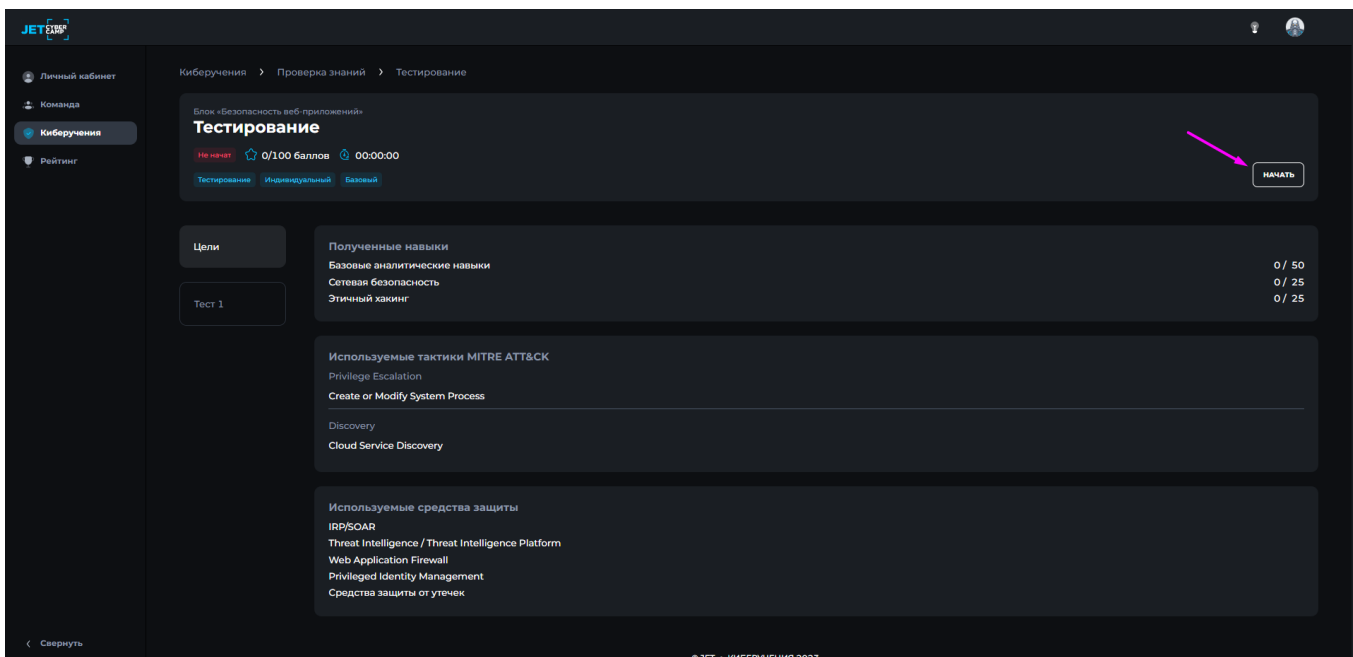 JET CYBER CAMP
Личный кабинет
Команда
Киберучения
Рейтинг
Киберучения > Проверка знаний > Тестирование
Блок «Безопасность веб-приложений»
Тестирование
Не начат 0/100 баллов 00:00:00
Тестирование Индивидуальный Базовый
НАЧАТЬ
Цели
Тест 1
Полученные навыки
Базовые аналитические навыки 0 / 50
Сетевая безопасность 0 / 25
Этичный хакинг 0 / 25
Используемые тактики MITRE ATT&CK
Privilege Escalation
Create or Modify System Process
Discovery
Cloud Service Discovery
Используемые средства защиты
IRP/SOAR
Threat Intelligence / Threat Intelligence Platform
Web Application Firewall
Privileged Identity Management
Средства защиты от утечек
Свернуть